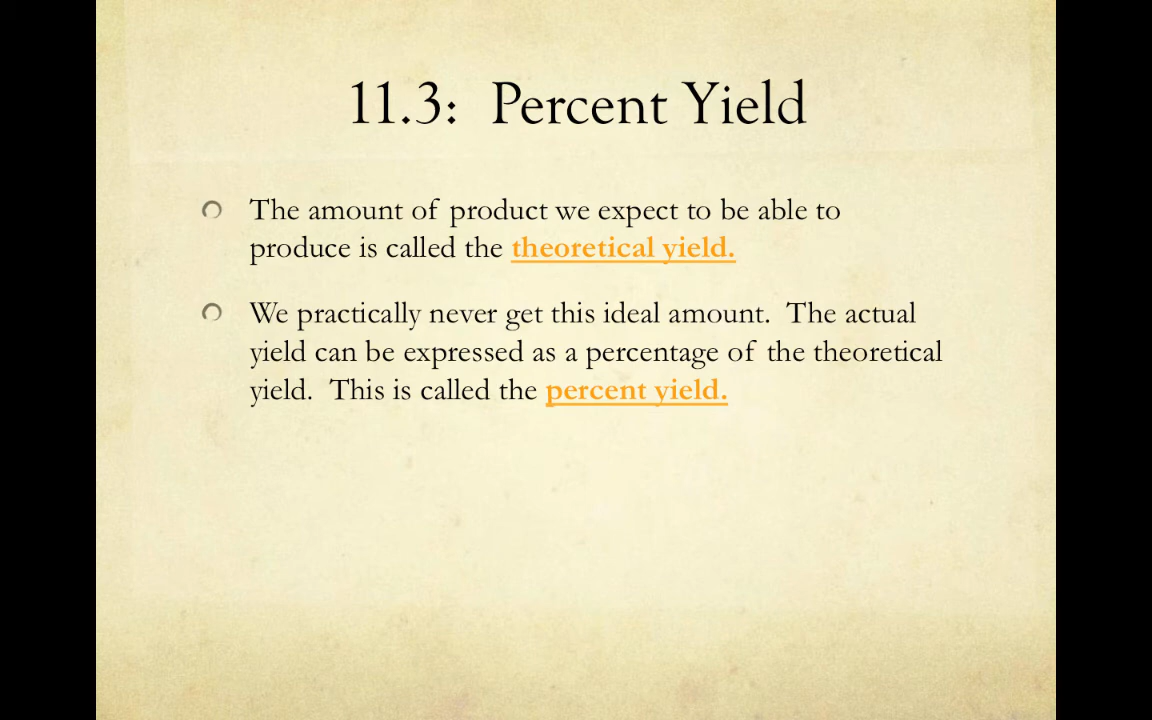 11.3:  Percent Yield
The amount of product we expect to be able to
produce is called the theoretical yield.
We practically never get this ideal amount.  The actual
yield can be expressed as a percentage of the theoretical
yield.  This is called the percent yield.